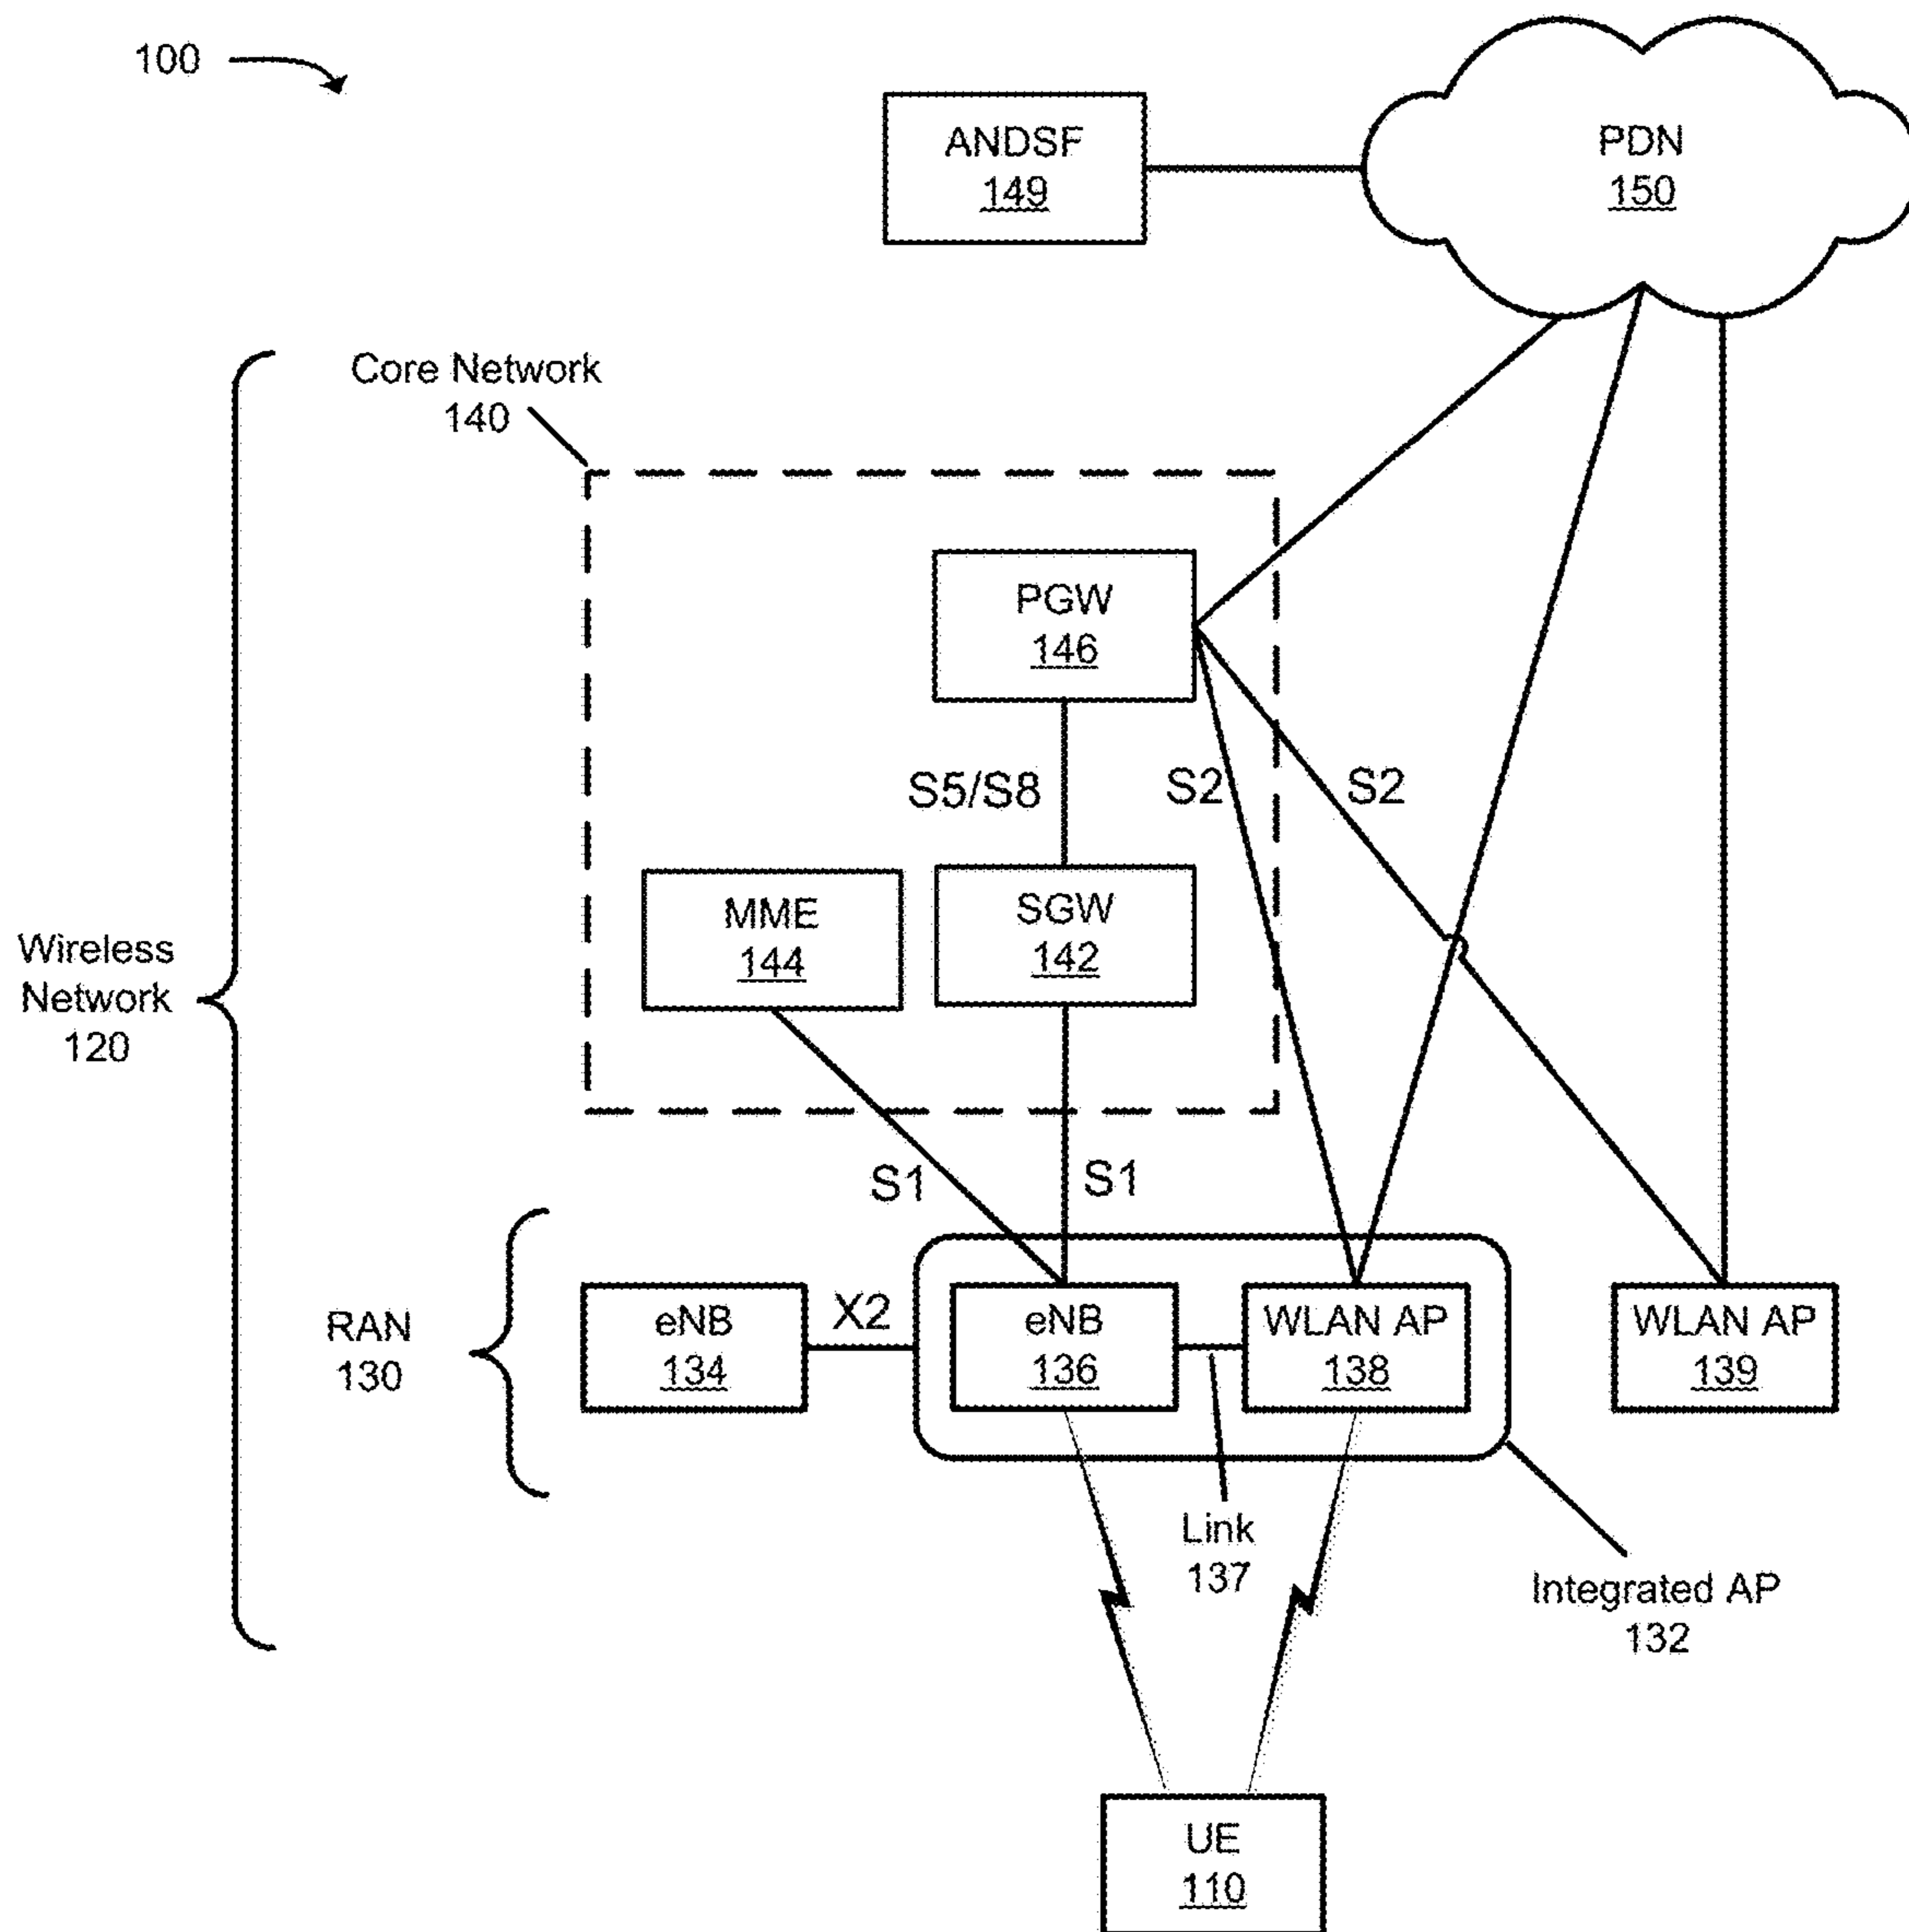 100
ANDSF
149
PDN
150
Core Network
140
PGW
146
S5/S8
S2
S2
MME
144
SGW
142
Wireless
Network
120
S1
S1
RAN
130
eNB
134
X2
eNB
136
WLAN AP
138
WLAN AP
139
Link
137
Integrated AP
132
UE
110